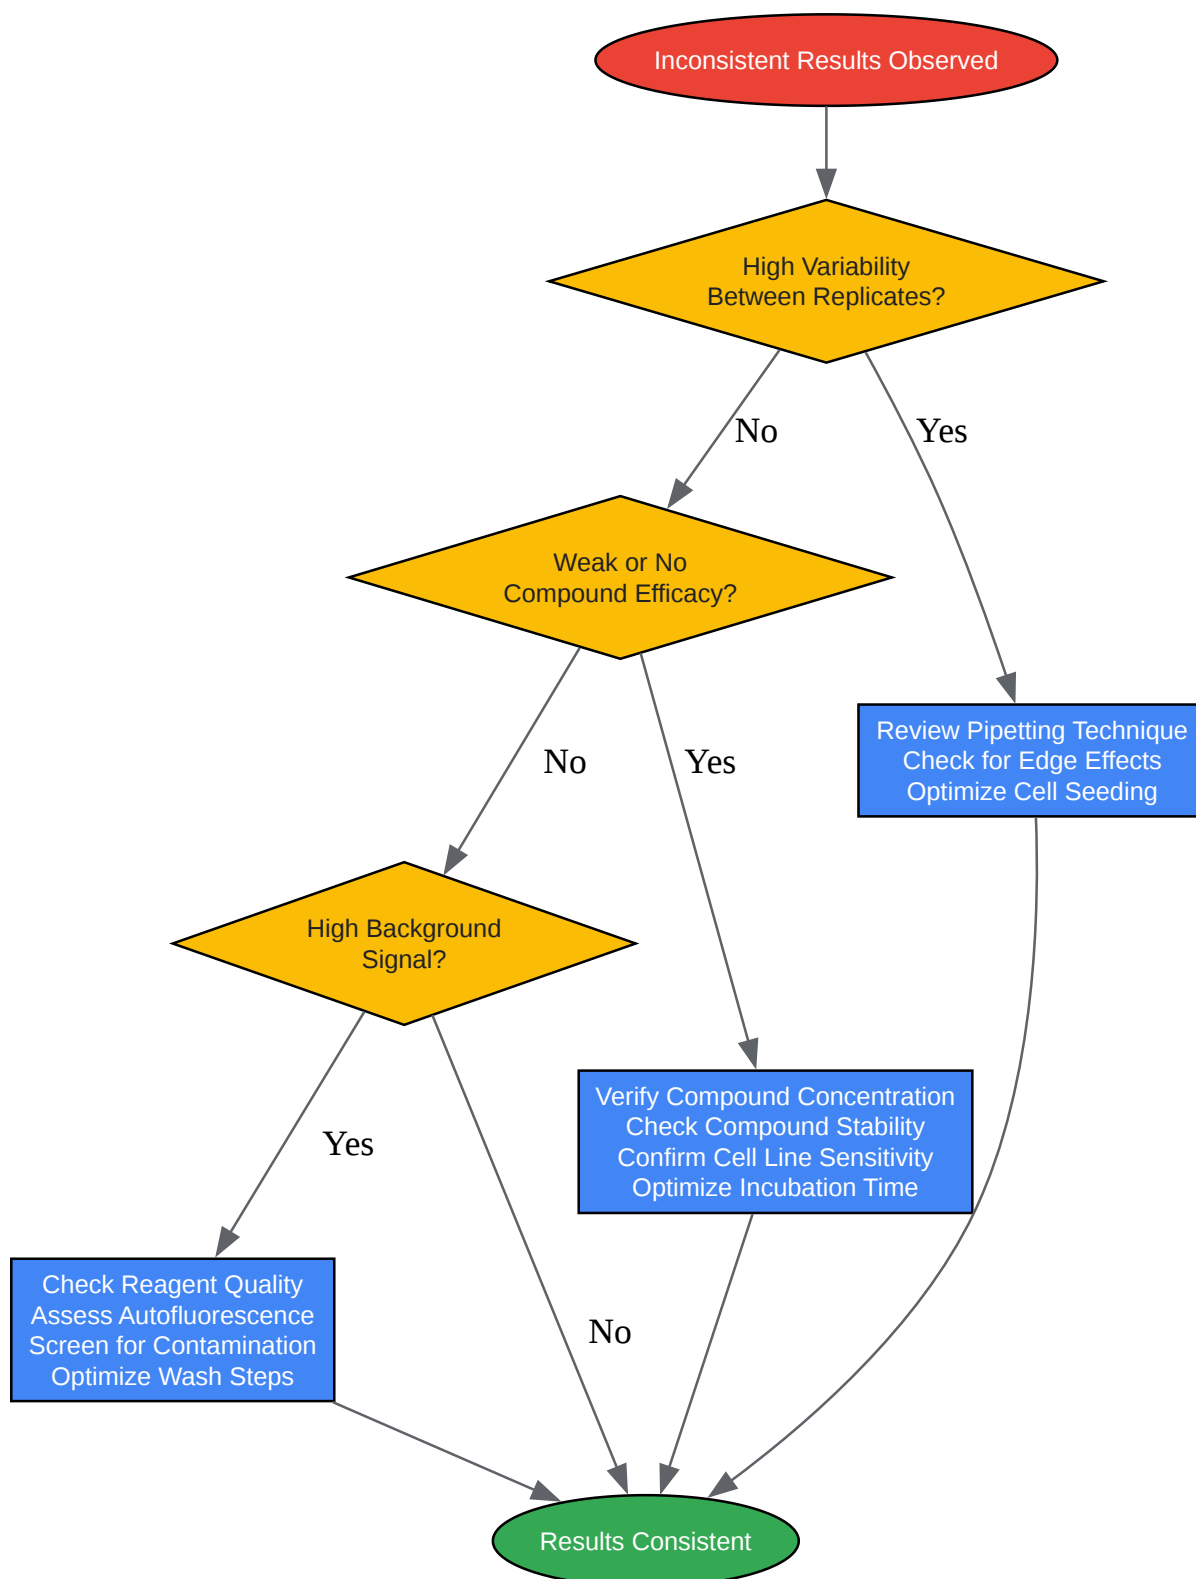 Inconsistent Results Observed
High Variability
Between Replicates?
No
Yes
Weak or No
Compound Efficacy?
No
Yes
Review Pipetting Technique
Check for Edge Effects
Optimize Cell Seeding
High Background
Signal?
Yes
No
Verify Compound Concentration
Check Compound Stability
Confirm Cell Line Sensitivity
Optimize Incubation Time
Check Reagent Quality
Assess Autofluorescence
Screen for Contamination
Optimize Wash Steps
Results Consistent